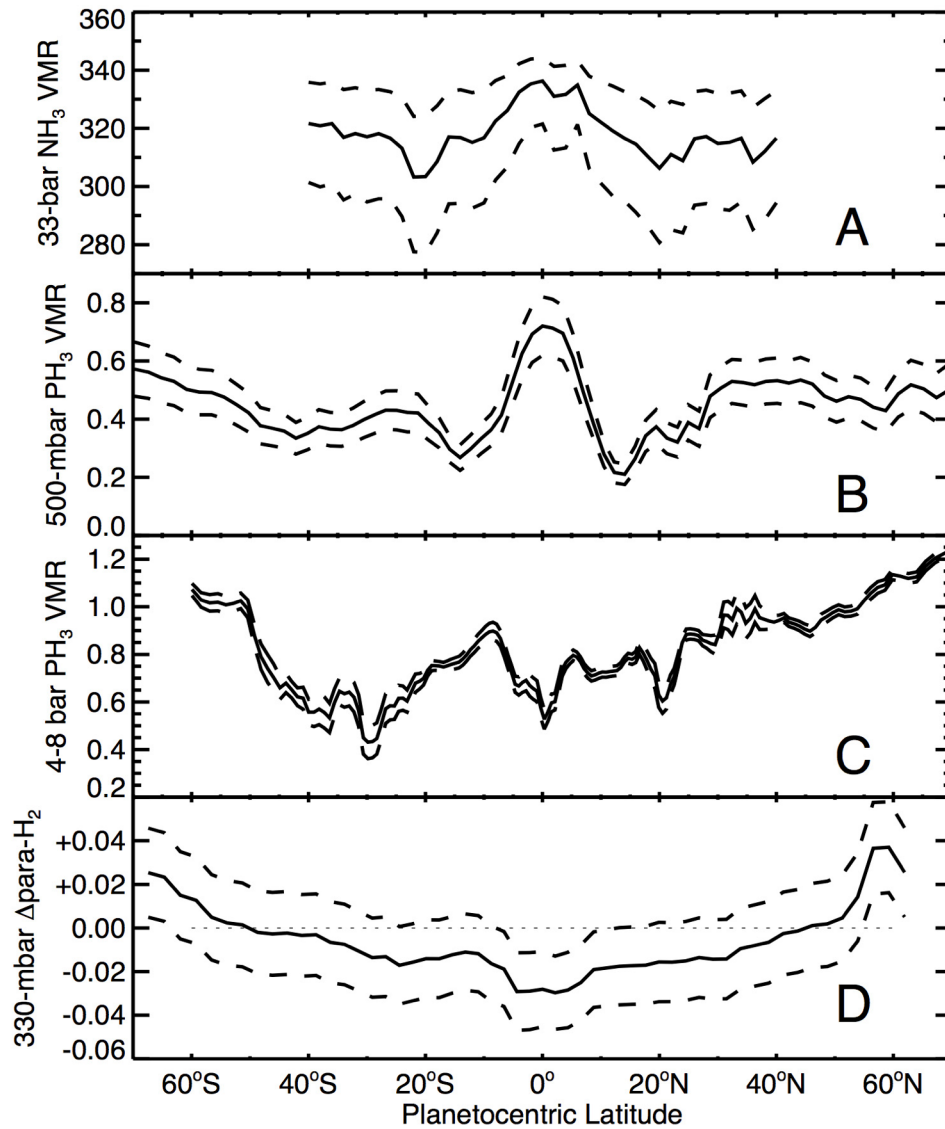 33-bar NH₃ VMR
360
340
320
300
280
260
A
500-mbar PH₃ VMR
0.8
0.6
0.4
0.2
0.0
B
4-8 bar PH₃ VMR
1.2
1.0
0.8
0.6
0.4
0.2
C
330-mbar Δpara-H₂
+0.04
+0.02
0.00
-0.02
-0.04
-0.06
D
60°S 40°S 20°S 0° 20°N 40°N 60°N
Planetocentric Latitude